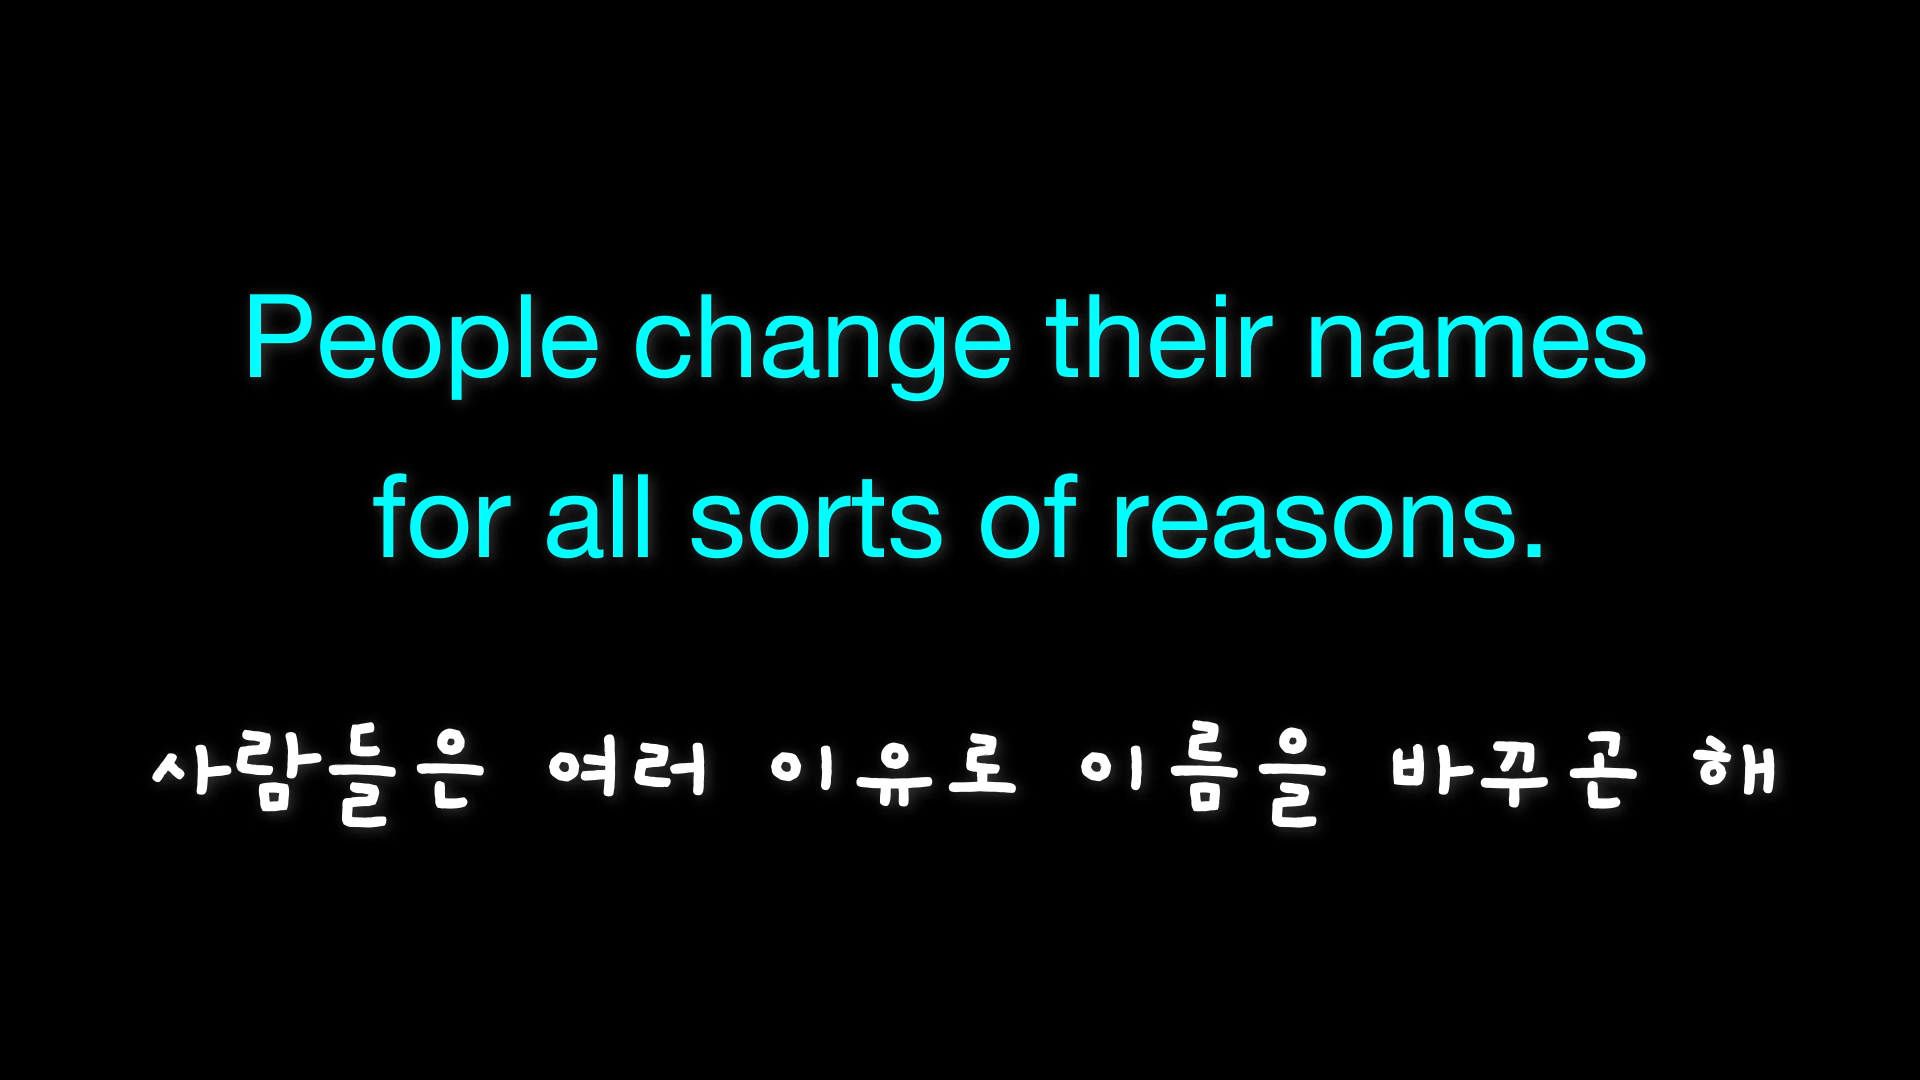 People change their names
for all sorts of reasons.
사람들은 여러 이유로 이름을 바꾸곤 해